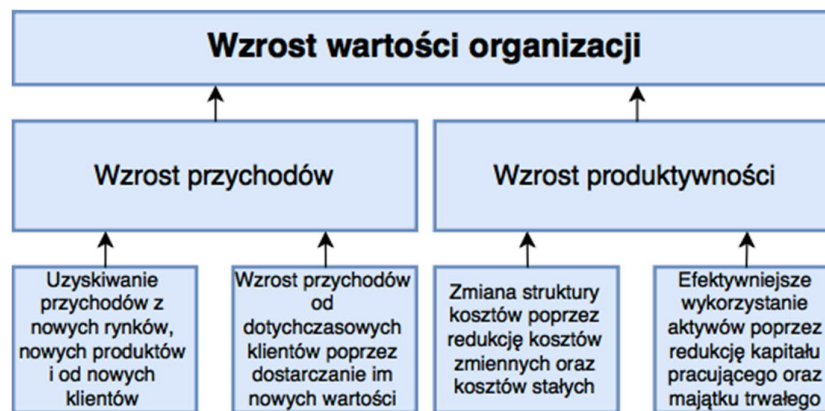 Wzrost wartości organizacji
Wzrost przychodów
Wzrost produktywności
Uzyskiwanie
przychodów z
nowych rynków,
nowych produktów
i od nowych
klientów
Wzrost przychodów
od
dotychczasowych
klientów poprzez
dostarczanie im
nowych wartości
Zmiana struktury
kosztów poprzez
redukcję kosztów
zmiennych oraz
kosztów stałych
Efektywniejsze
wykorzystanie
aktywów poprzez
redukcję kapitału
pracującego oraz
majątku trwałego